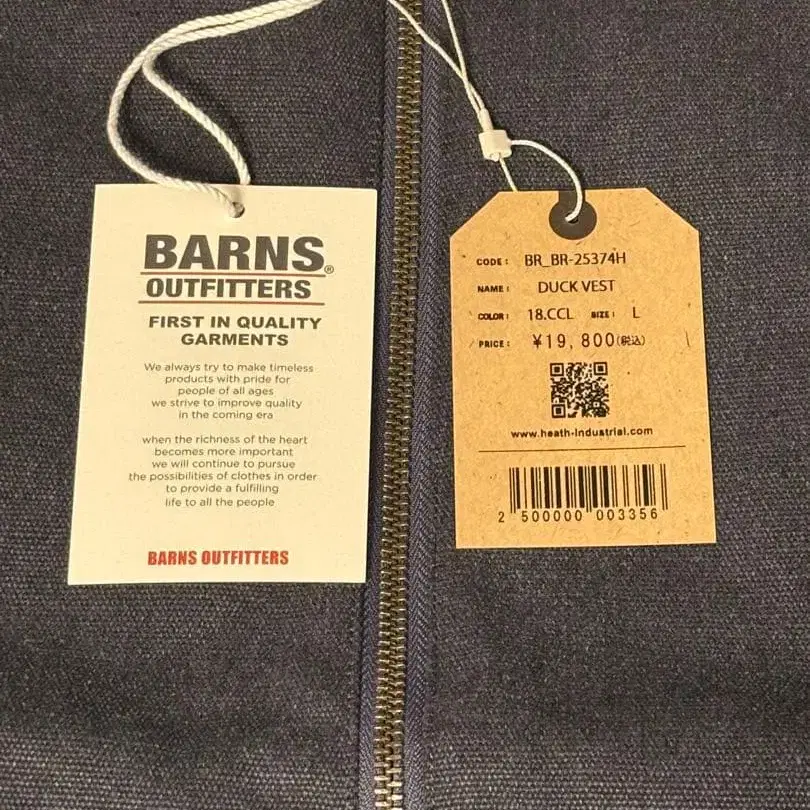 BARNS®
OUTFITTERS
FIRST IN QUALITY
GARMENTS
We always try to make timeless
products with pride for
people of all ages
we strive to improve quality
in the coming era
when the richness of the heart
becomes more important
we will continue to pursue
the possibilities of clothes in order
to provide a fulfilling
life to all the people
BARNS OUTFITTERS
CODE: BR_BR-25374H
NAME: DUCK VEST
COLOR: 18.CCL SIZE: L
PRICE: ¥19,800(税込)
www.heath-industrial.com
2 500000 003356